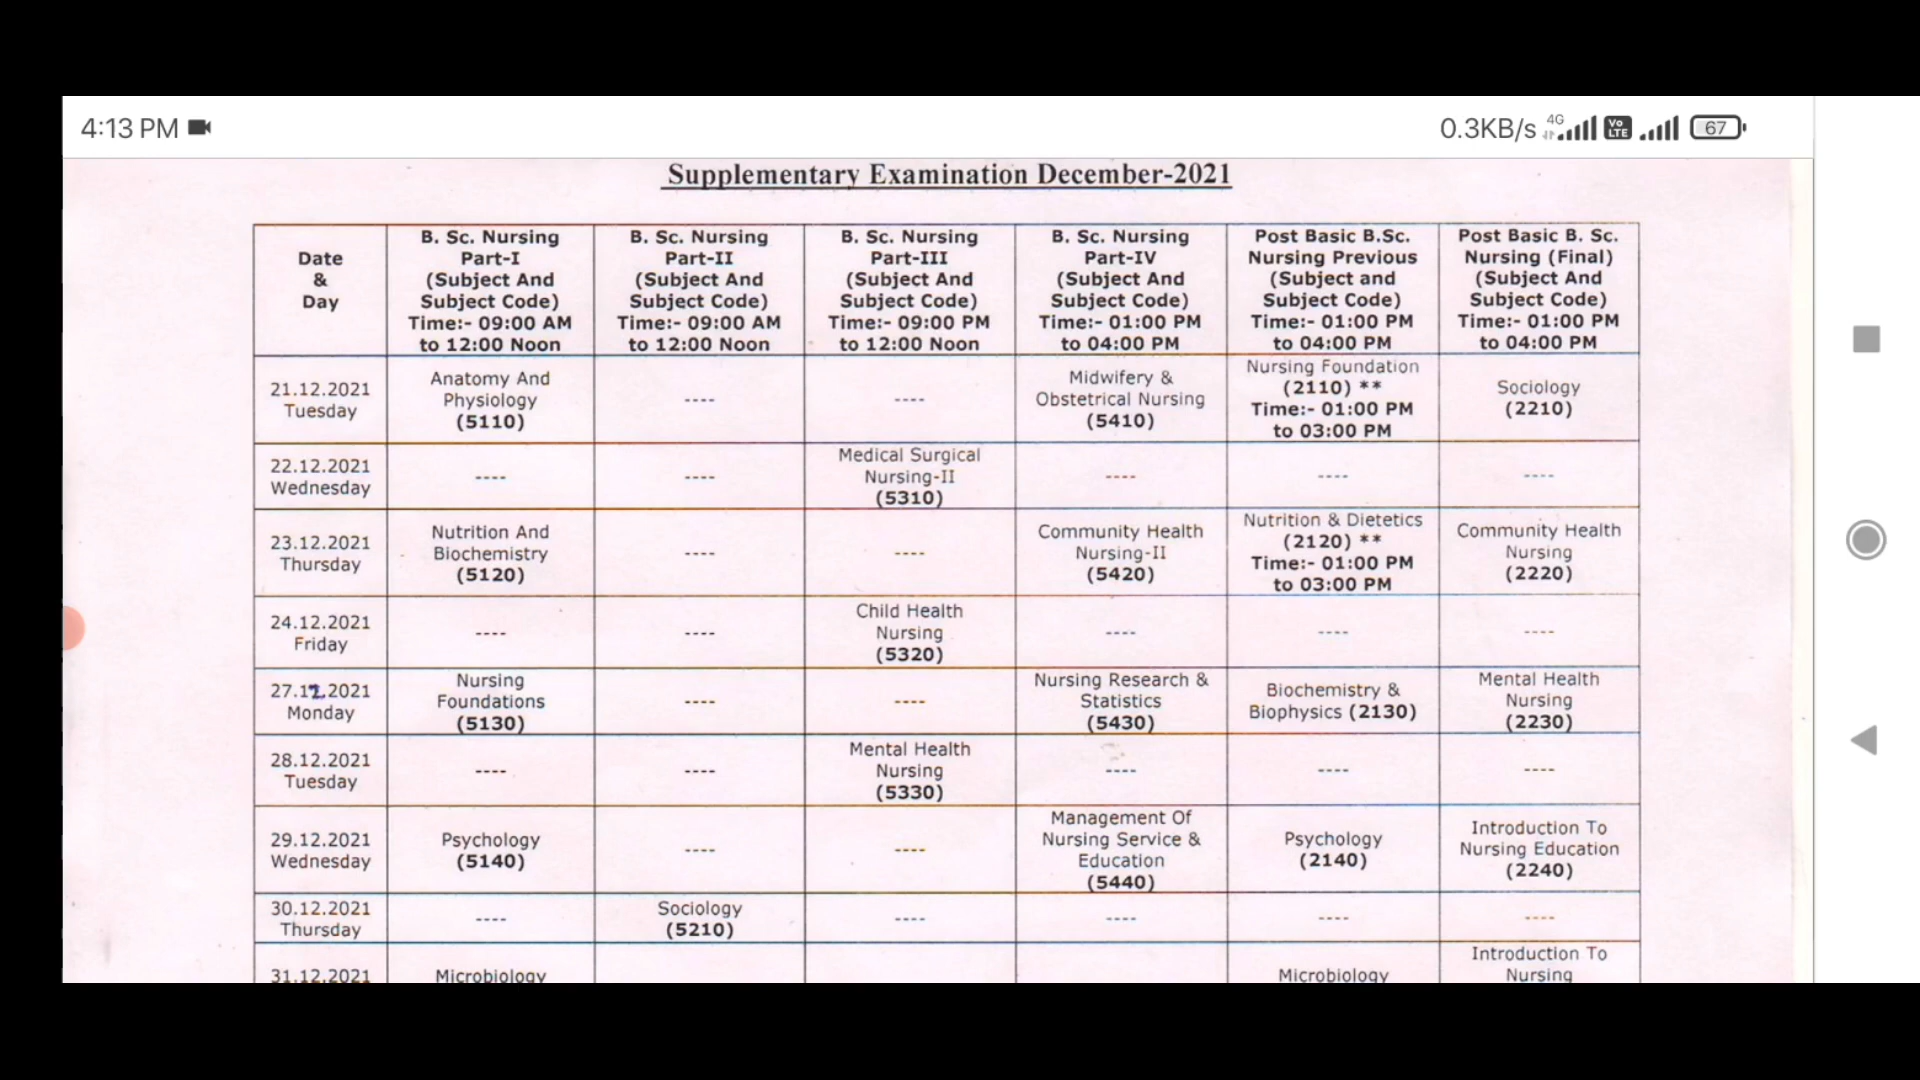 4:13 PM
0.3KB/s 4G Vo LTE 67
Supplementary Examination December-2021
Date
&
Day
B. Sc. Nursing
Part-I
(Subject And
Subject Code)
Time:- 09:00 AM
to 12:00 Noon
B. Sc. Nursing
Part-II
(Subject And
Subject Code)
Time:- 09:00 AM
to 12:00 Noon
B. Sc. Nursing
Part-III
(Subject And
Subject Code)
Time:- 09:00 PM
to 12:00 Noon
B. Sc. Nursing
Part-IV
(Subject And
Subject Code)
Time:- 01:00 PM
to 04:00 PM
Post Basic B.Sc.
Nursing Previous
(Subject and
Subject Code)
Time:- 01:00 PM
to 04:00 PM
Post Basic B. Sc.
Nursing (Final)
(Subject And
Subject Code)
Time:- 01:00 PM
to 04:00 PM
21.12.2021
Tuesday
Anatomy And
Physiology
(5110)
----
----
Midwifery &
Obstetrical Nursing
(5410)
Nursing Foundation
(2110) **
Time:- 01:00 PM
to 03:00 PM
Sociology
(2210)
22.12.2021
Wednesday
----
----
Medical Surgical
Nursing-II
(5310)
----
----
----
23.12.2021
Thursday
Nutrition And
Biochemistry
(5120)
----
----
Community Health
Nursing-II
(5420)
Nutrition & Dietetics
(2120) **
Time:- 01:00 PM
to 03:00 PM
Community Health
Nursing
(2220)
24.12.2021
Friday
----
----
Child Health
Nursing
(5320)
----
----
----
27.12.2021
Monday
Nursing
Foundations
(5130)
----
----
Nursing Research &
Statistics
(5430)
Biochemistry &
Biophysics (2130)
Mental Health
Nursing
(2230)
28.12.2021
Tuesday
----
----
Mental Health
Nursing
(5330)
----
----
----
29.12.2021
Wednesday
Psychology
(5140)
----
----
Management Of
Nursing Service &
Education
(5440)
Psychology
(2140)
Introduction To
Nursing Education
(2240)
30.12.2021
Thursday
----
Sociology
(5210)
----
----
----
----
31.12.2021
Microbiology
Microbiology
Introduction To
Nursing